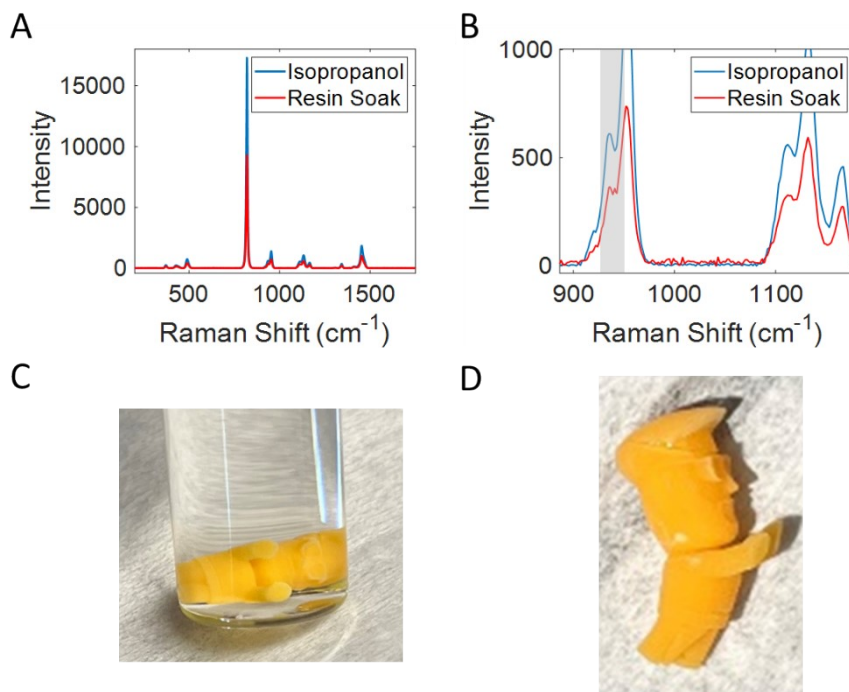 A
Intensity
15000
10000
5000
0
500
1000
1500
Raman Shift (cm⁻¹)
Isopropanol
Resin Soak
B
Intensity
1000
500
0
900
1000
1100
Raman Shift (cm⁻¹)
Isopropanol
Resin Soak
C
D